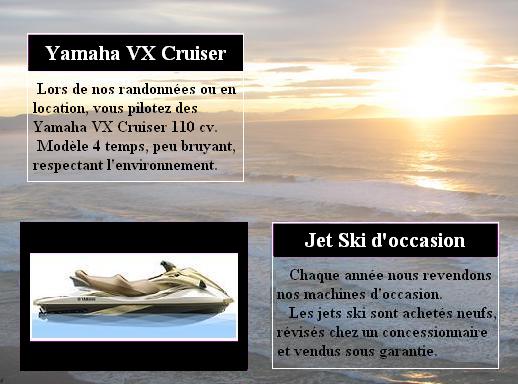 Yamaha VX Cruiser
Lors de nos randonnées ou en
location, vous pilotez des
Yamaha VX Cruiser 110 cv.
Modèle 4 temps, peu bruyant,
respectant l'environnement.
YAMAHA
Jet Ski d'occasion
Chaque année nous revendons
nos machines d'occasion.
Les jets ski sont achetés neufs,
révisés chez un concessionnaire
et vendus sous garantie.